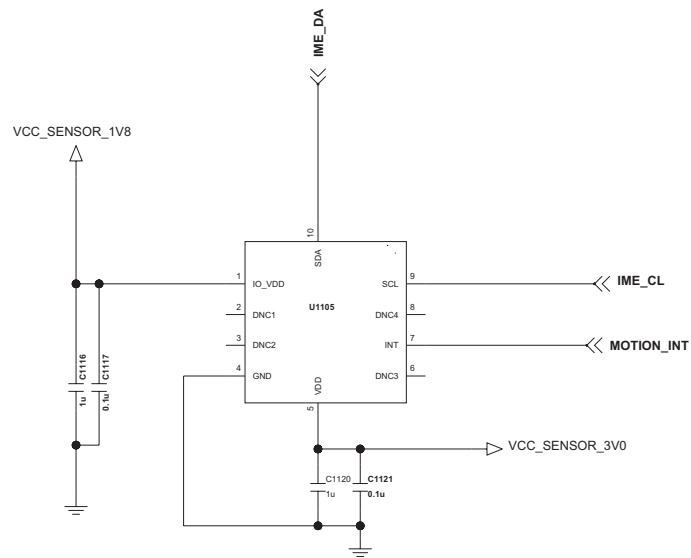 IME_DA
VCC_SENSOR_1V8
10
SDA
1
IO_VDD
SCL
9
IME_CL
U1105
2
DNC1
DNC4
8
3
DNC2
INT
7
MOTION_INT
4
GND
VDD
DNC3
6
5
C1116
1u
C1117
0.1u
VCC_SENSOR_3V0
C1120
1u
C1121
0.1u